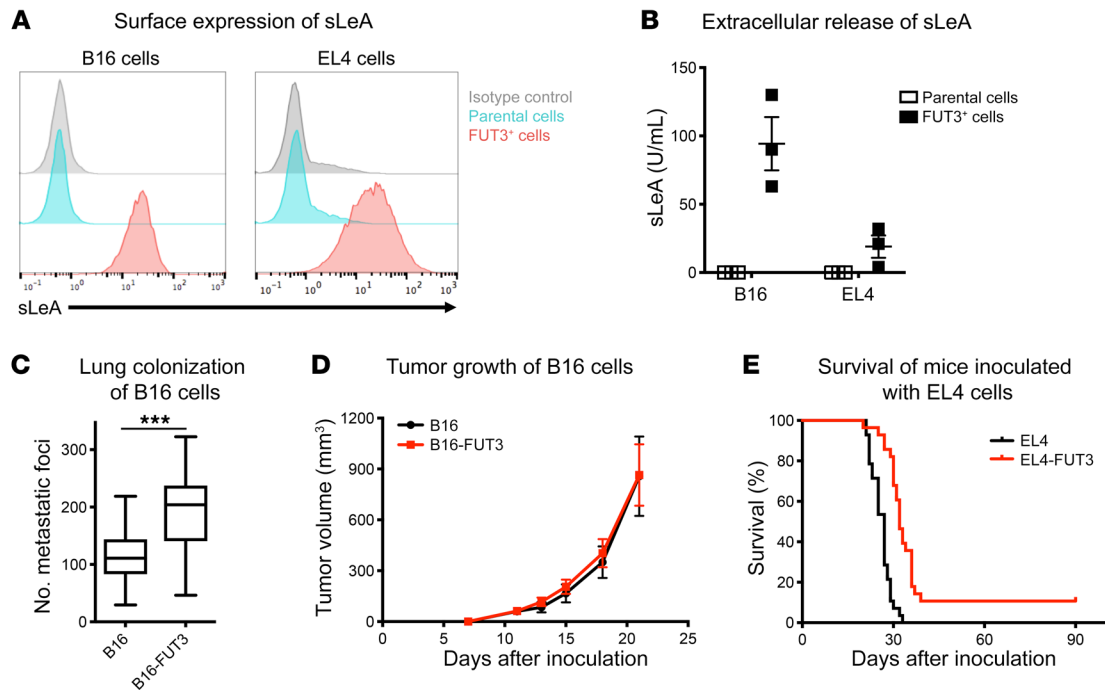 A
Surface expression of sLeA
B16 cells
EL4 cells
Isotype control
Parental cells
FUT3⁺ cells
10⁻¹ 10⁰ 10¹ 10² 10³
10⁻¹ 10⁰ 10¹ 10² 10³
sLeA
B
Extracellular release of sLeA
sLeA (U/mL)
150
100
50
0
B16
EL4
Parental cells
FUT3⁺ cells
C
Lung colonization
of B16 cells
No. metastatic foci
***
300
200
100
0
B16
B16-FUT3
D
Tumor growth of B16 cells
Tumor volume (mm³)
1200
900
600
300
0
B16
B16-FUT3
0 5 10 15 20 25
Days after inoculation
E
Survival of mice inoculated
with EL4 cells
Survival (%)
100
80
60
40
20
0
EL4
EL4-FUT3
0 30 60 90
Days after inoculation